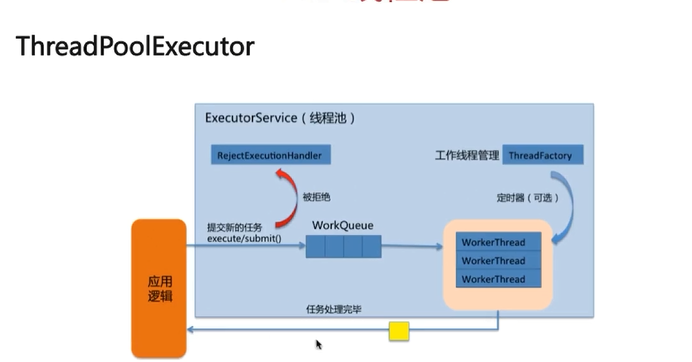 ThreadPoolExecutor
ExecutorService ( 线程池 )
RejectExecutionHandler
工作线程管理
ThreadFactory
被拒绝
定时器 ( 可选 )
提交新的任务
execute/submit()
WorkQueue
WorkerThread
WorkerThread
WorkerThread
应用
逻辑
任务处理完毕